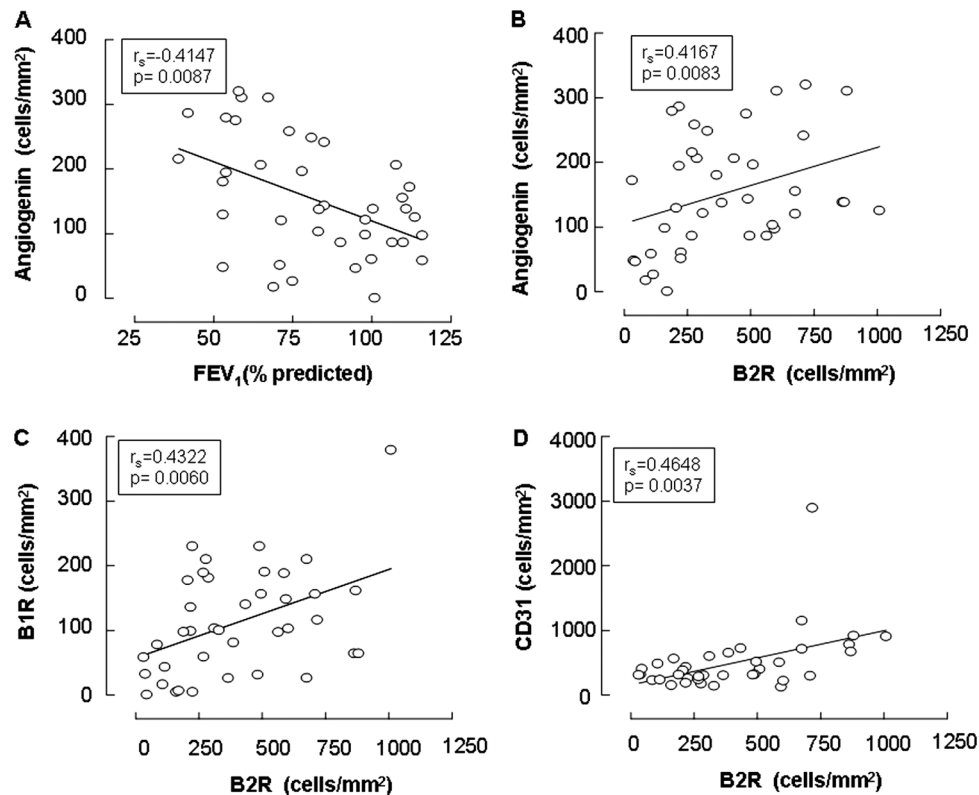 A
400
300
200
100
0
Angiogenin (cells/mm²)
rₛ=-0.4147
p= 0.0087
25
50
75
100
125
FEV₁(% predicted)
B
400
300
200
100
0
Angiogenin (cells/mm²)
rₛ=0.4167
p= 0.0083
0
250
500
750
1000
1250
B2R (cells/mm²)
C
400
300
200
100
0
B1R (cells/mm²)
rₛ=0.4322
p= 0.0060
0
250
500
750
1000
1250
B2R (cells/mm²)
D
4000
3000
2000
1000
0
CD31 (cells/mm²)
rₛ=0.4648
p= 0.0037
0
250
500
750
1000
1250
B2R (cells/mm²)